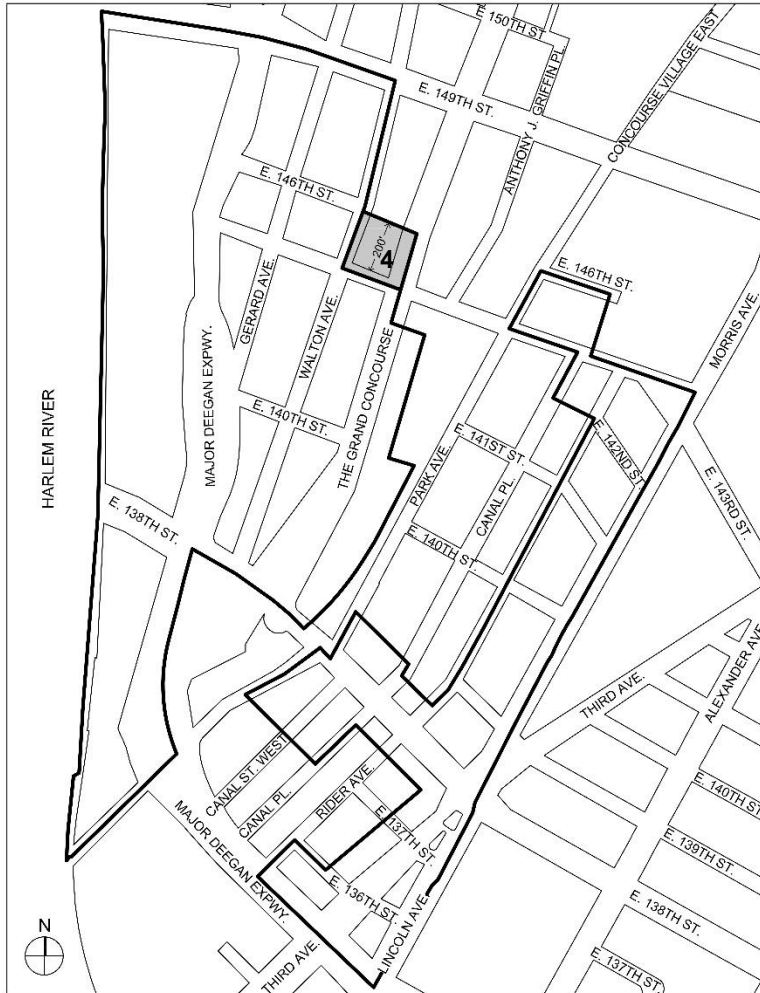 E. 150TH ST.
CONCOURSE VILLAGE EAST
ANTHONY J. GRIFFIN PL.
E. 149TH ST.
E. 146TH ST.
200'
4
E. 146TH ST.
GERARD AVE.
WALTON AVE.
MORRIS AVE.
MAJOR DEEGAN EXPWY.
HARLEM RIVER
THE GRAND CONCOURSE
E. 140TH ST.
PARK AVE.
E. 141ST ST.
E. 142ND ST.
CANAL PL.
E. 143RD ST.
E. 138TH ST.
E. 140TH ST.
THIRD AVE.
ALEXANDER AVE.
CANAL ST. WEST
CANAL PL.
RIDER AVE.
E. 137TH ST.
E. 140TH ST.
MAJOR DEEGAN EXPWY.
E. 139TH ST.
E. 136TH ST.
LINCOLN AVE.
E. 138TH ST.
N
THIRD AVE.
E. 137TH ST.